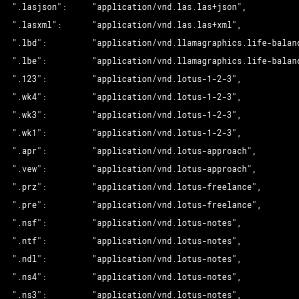 ".lasjson": "application/vnd.las.las+json",
".lasxml": "application/vnd.las.las+xml",
".lbd": "application/vnd.llamagraphics.life-balanc
".lbe": "application/vnd.llamagraphics.life-balanc
".123": "application/vnd.lotus-1-2-3",
".wk4": "application/vnd.lotus-1-2-3",
".wk3": "application/vnd.lotus-1-2-3",
".wk1": "application/vnd.lotus-1-2-3",
".apr": "application/vnd.lotus-approach",
".vew": "application/vnd.lotus-approach",
".prz": "application/vnd.lotus-freelance",
".pre": "application/vnd.lotus-freelance",
".nsf": "application/vnd.lotus-notes",
".ntf": "application/vnd.lotus-notes",
".ndl": "application/vnd.lotus-notes",
".ns4": "application/vnd.lotus-notes",
".ns3": "application/vnd.lotus-notes",